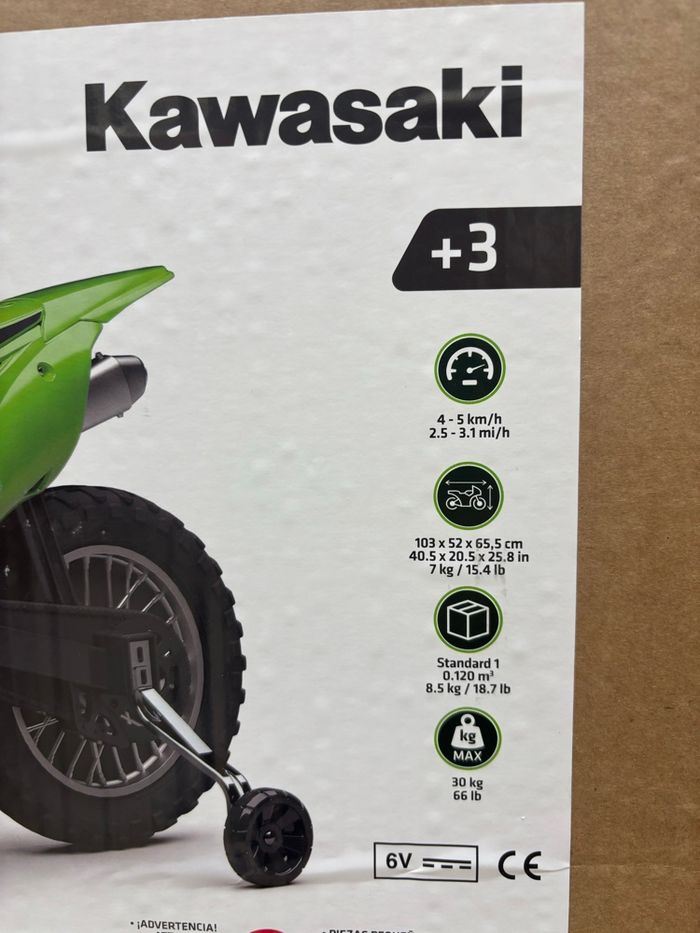 Kawasaki
+3
4 - 5 km/h
2.5 - 3.1 mi/h
103 x 52 x 65,5 cm
40.5 x 20.5 x 25.8 in
7 kg / 15.4 lb
Standard 1
0.120 m³
8.5 kg / 18.7 lb
kg
MAX
30 kg
66 lb
6V
CE
• ¡ADVERTENCIA!